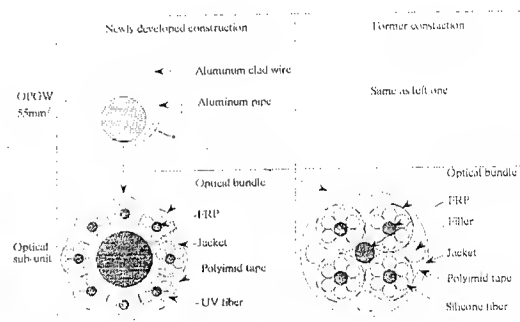 Newly developed construction
Former constaction
OPGW
55mm²
Aluminum clad wire
Aluminum pipe
Same as left one
Optical sub-unit
Optical bundle
FRP
Jacket
Polyimid tape
UV fiber
Optical bundle
FRP
Filler
Jacket
Polyimid tape
Silicone fiber